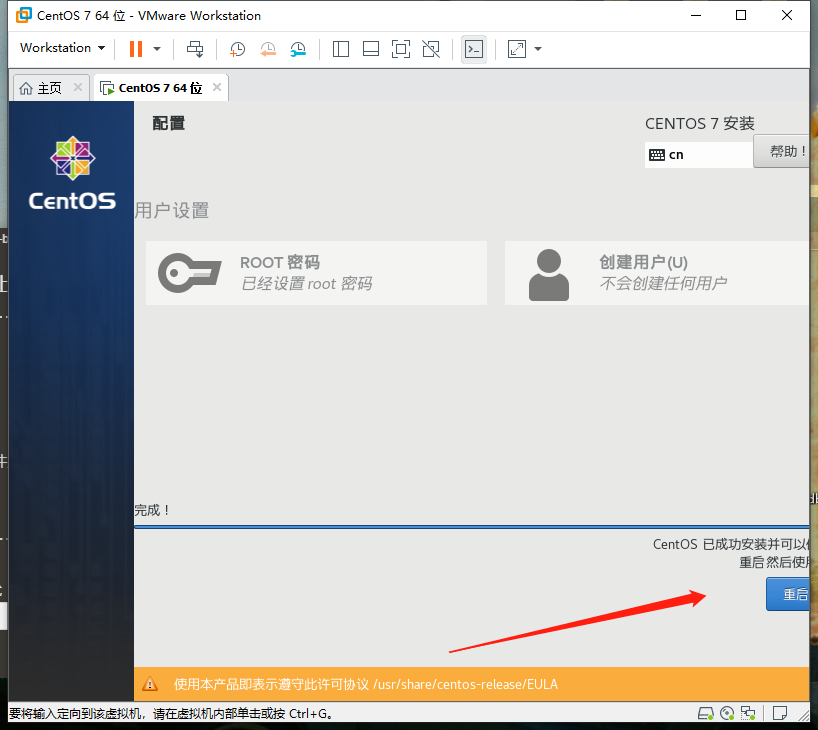 CentOS 7 64 位 - VMware Workstation
Workstation
主页
CentOS 7 64 位
配置
CENTOS 7 安装
cn
帮助！
CentOS
用户设置
ROOT 密码
已经设置 root 密码
创建用户(U)
不会创建任何用户
完成！
CentOS 已成功安装并可以
重启然后使用
重启
使用本产品即表示遵守此许可协议 /usr/share/centos-release/EULA
要将输入定向到该虚拟机，请在虚拟机内部单击或按 Ctrl+G。